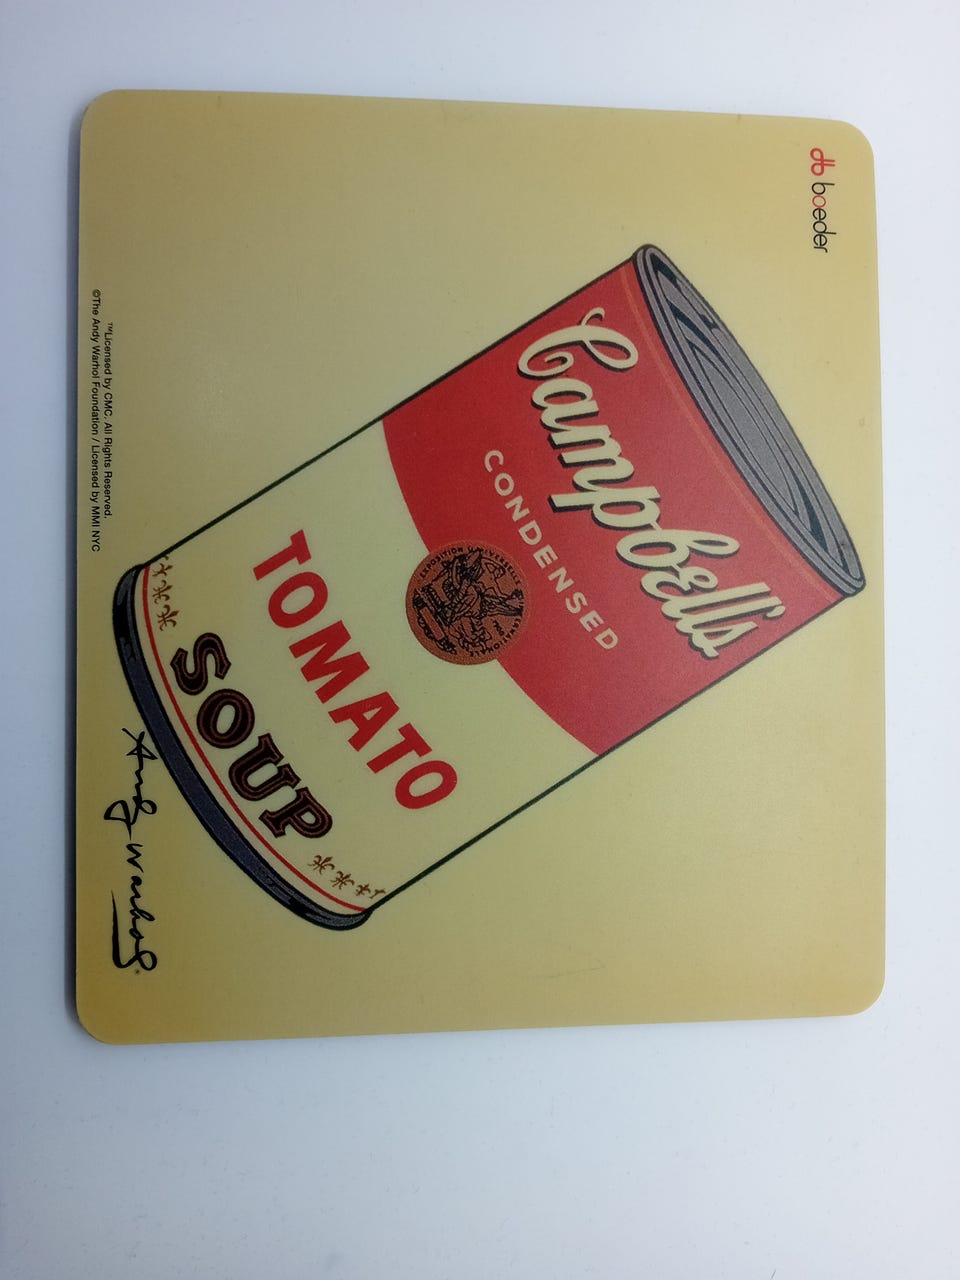 boeder
Campbell's
CONDENSED
TOMATO
SOUP
Andy Warhol
™Licensed by CMC. All Rights Reserved.
©The Andy Warhol Foundation / Licensed by MMI NYC